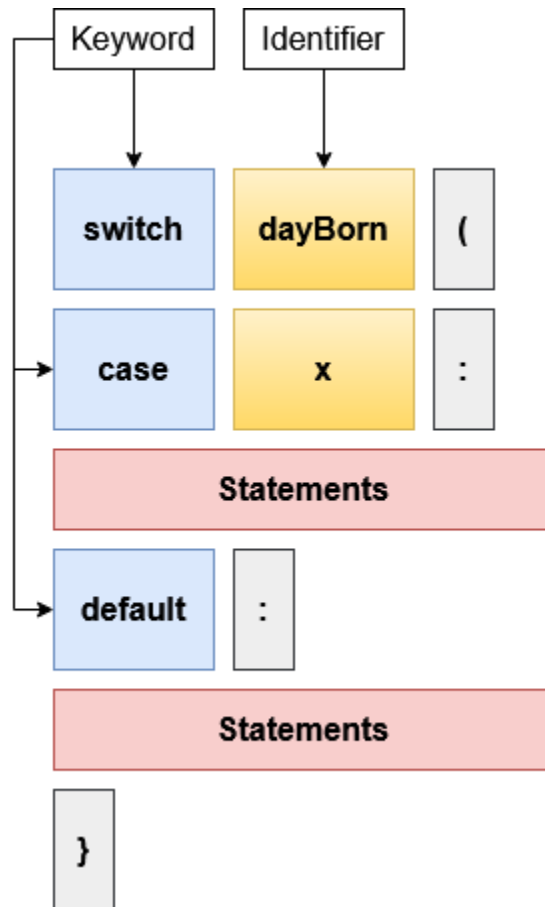 Keyword Identifier
switch dayBorn (
case x :
Statements
default :
Statements
}